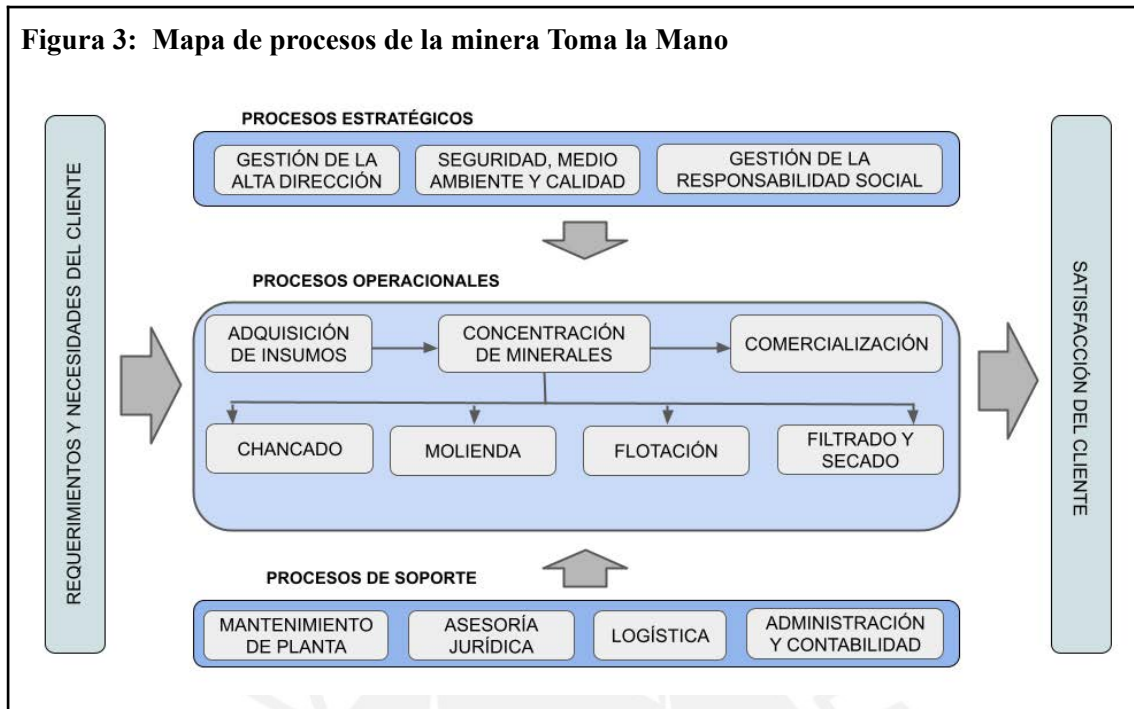 Figura 3: Mapa de procesos de la minera Toma la Mano
REQUERIMIENTOS Y NECESIDADES DEL CLIENTE
PROCESOS ESTRATÉGICOS
GESTIÓN DE LA
ALTA DIRECCIÓN
SEGURIDAD, MEDIO
AMBIENTE Y CALIDAD
GESTIÓN DE LA
RESPONSABILIDAD SOCIAL
PROCESOS OPERACIONALES
ADQUISICIÓN
DE INSUMOS
CONCENTRACIÓN
DE MINERALES
COMERCIALIZACIÓN
CHANCADO
MOLIENDA
FLOTACIÓN
FILTRADO Y
SECADO
PROCESOS DE SOPORTE
MANTENIMIENTO
DE PLANTA
ASESORÍA
JURÍDICA
LOGÍSTICA
ADMINISTRACIÓN
Y CONTABILIDAD
SATISFACCIÓN DEL CLIENTE